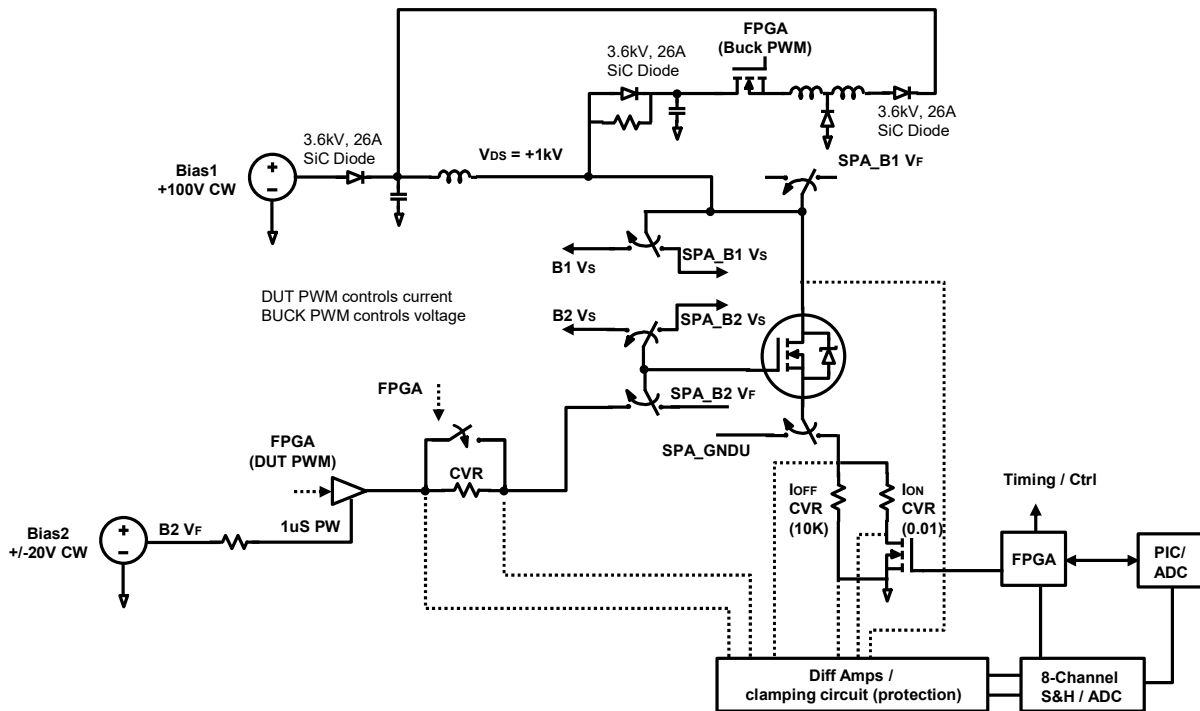 FPGA
(Buck PWM)
3.6kV, 26A
SiC Diode
3.6kV, 26A
SiC Diode
3.6kV, 26A
SiC Diode
Bias1
+100V CW
VDS = +1kV
SPA_B1 VF
B1 VS
SPA_B1 VS
DUT PWM controls current
BUCK PWM controls voltage
B2 VS
SPA_B2 VS
FPGA
SPA_B2 VF
SPA_GNDU
FPGA
(DUT PWM)
CVR
IOFF
CVR
(10K)
ION
CVR
(0.01)
Timing / Ctrl
Bias2
+/-20V CW
B2 VF
1uS PW
FPGA
PIC/
ADC
Diff Amps /
clamping circuit (protection)
8-Channel
S&H / ADC